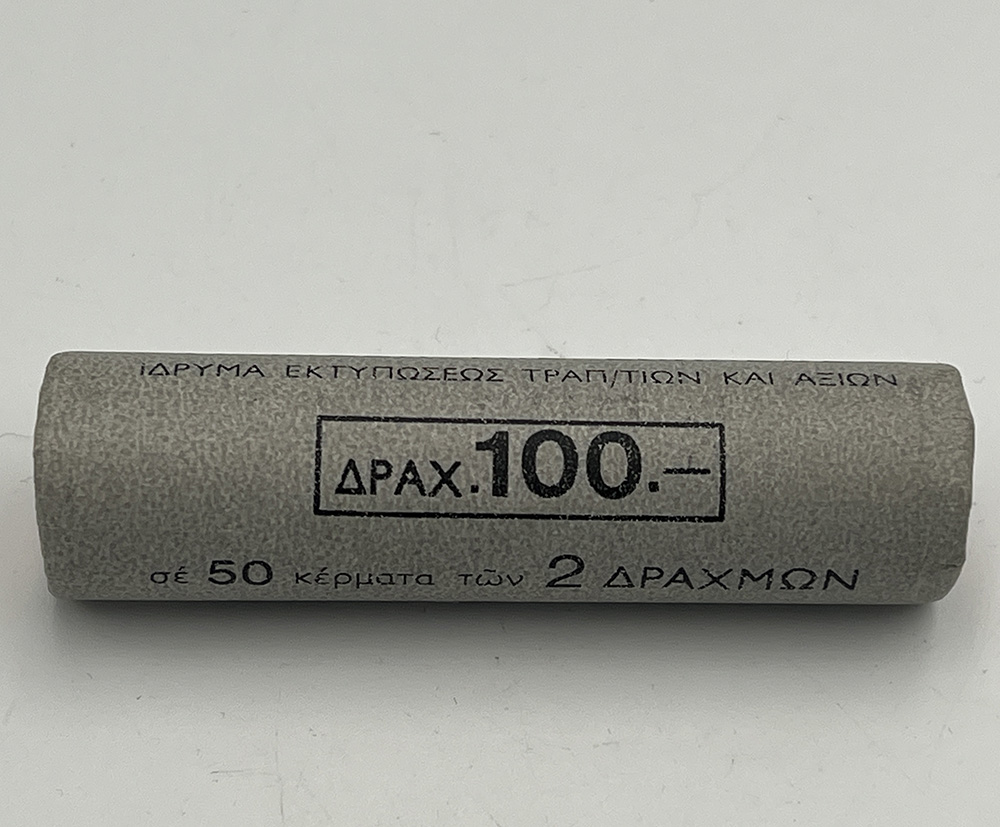 ΙΔΡΥΜΑ ΕΚΤΥΠΩΣΕΩΣ ΤΡΑΠ/ΤΙΩΝ ΚΑΙ ΑΞΙΩΝ
ΔΡΑΧ.100.—
σέ 50 κέρματα τῶν 2 ΔΡΑΧΜΩΝ